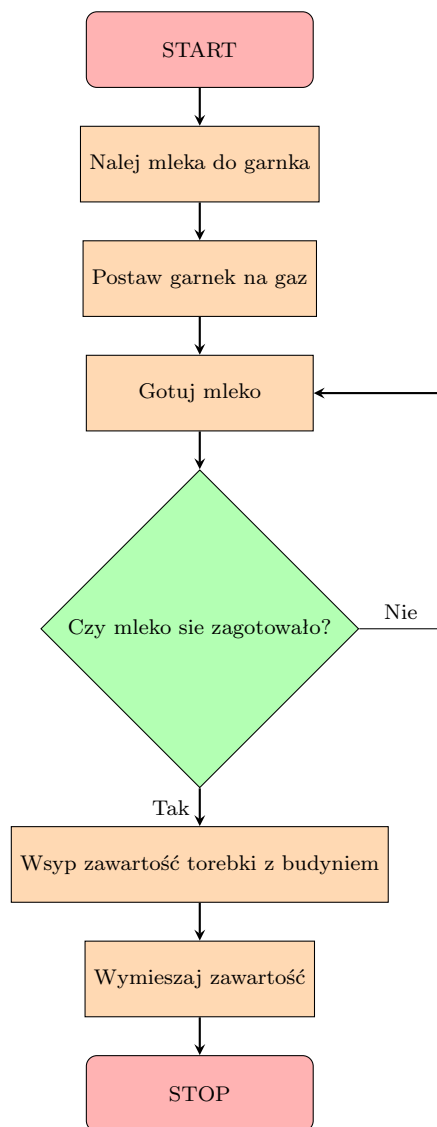 START
Nalej mleka do garnka
Postaw garnek na gaz
Gotuj mleko
Czy mleko sie zagotowało?
Nie
Tak
Wsyp zawartość torebki z budyniem
Wymieszaj zawartość
STOP